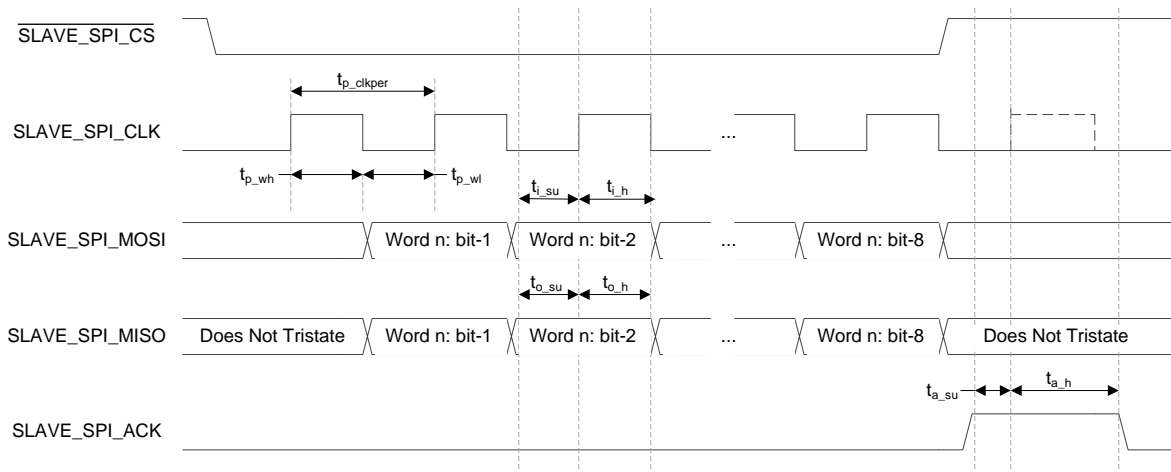 SLAVE_SPI_CS
t_p_clkper
SLAVE_SPI_CLK
...
t_p_wh
t_p_wl
t_i_su
t_i_h
SLAVE_SPI_MOSI
Word n: bit-1
Word n: bit-2
...
Word n: bit-8
t_o_su
t_o_h
SLAVE_SPI_MISO
Does Not Tristate
Word n: bit-1
Word n: bit-2
...
Word n: bit-8
Does Not Tristate
t_a_su
t_a_h
SLAVE_SPI_ACK